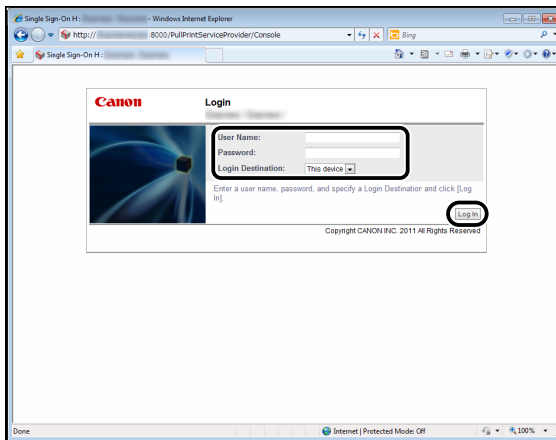 Single Sign-On H : - Windows Internet Explorer
http:// :8000/PullPrintServiceProvider/Console
Bing
Single Sign-On H :
Canon
Login
User Name:
Password:
Login Destination:
This device
Enter a user name, password, and specify a Login Destination and click [Log
In].
Log In
Copyright CANON INC. 2011 All Rights Reserved
Done
Internet | Protected Mode: Off
100%